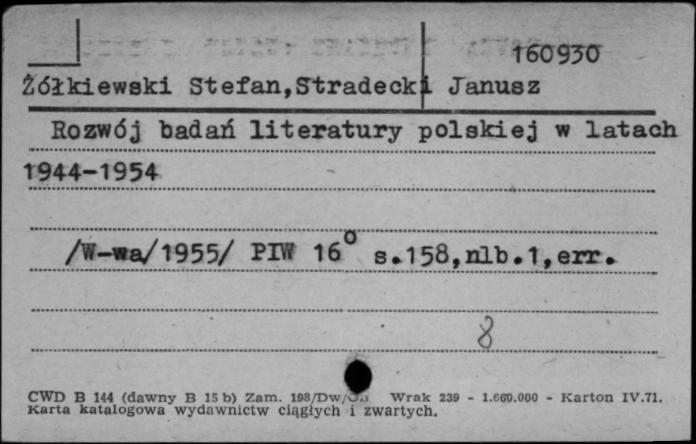 160930
Żółkiewski Stefan,Stradecki Janusz
Rozwój badań literatury polskiej w latach
1944-1954
/W-wa/1955/ PIW 16° s.158,nlb.1,err.
8
CWD B 144 (dawny B 15 b) Zam. 198/Dw/ Wrak 239 - 1.660.000 - Karton IV.71.
Karta katalogowa wydawnictw ciągłych i zwartych.